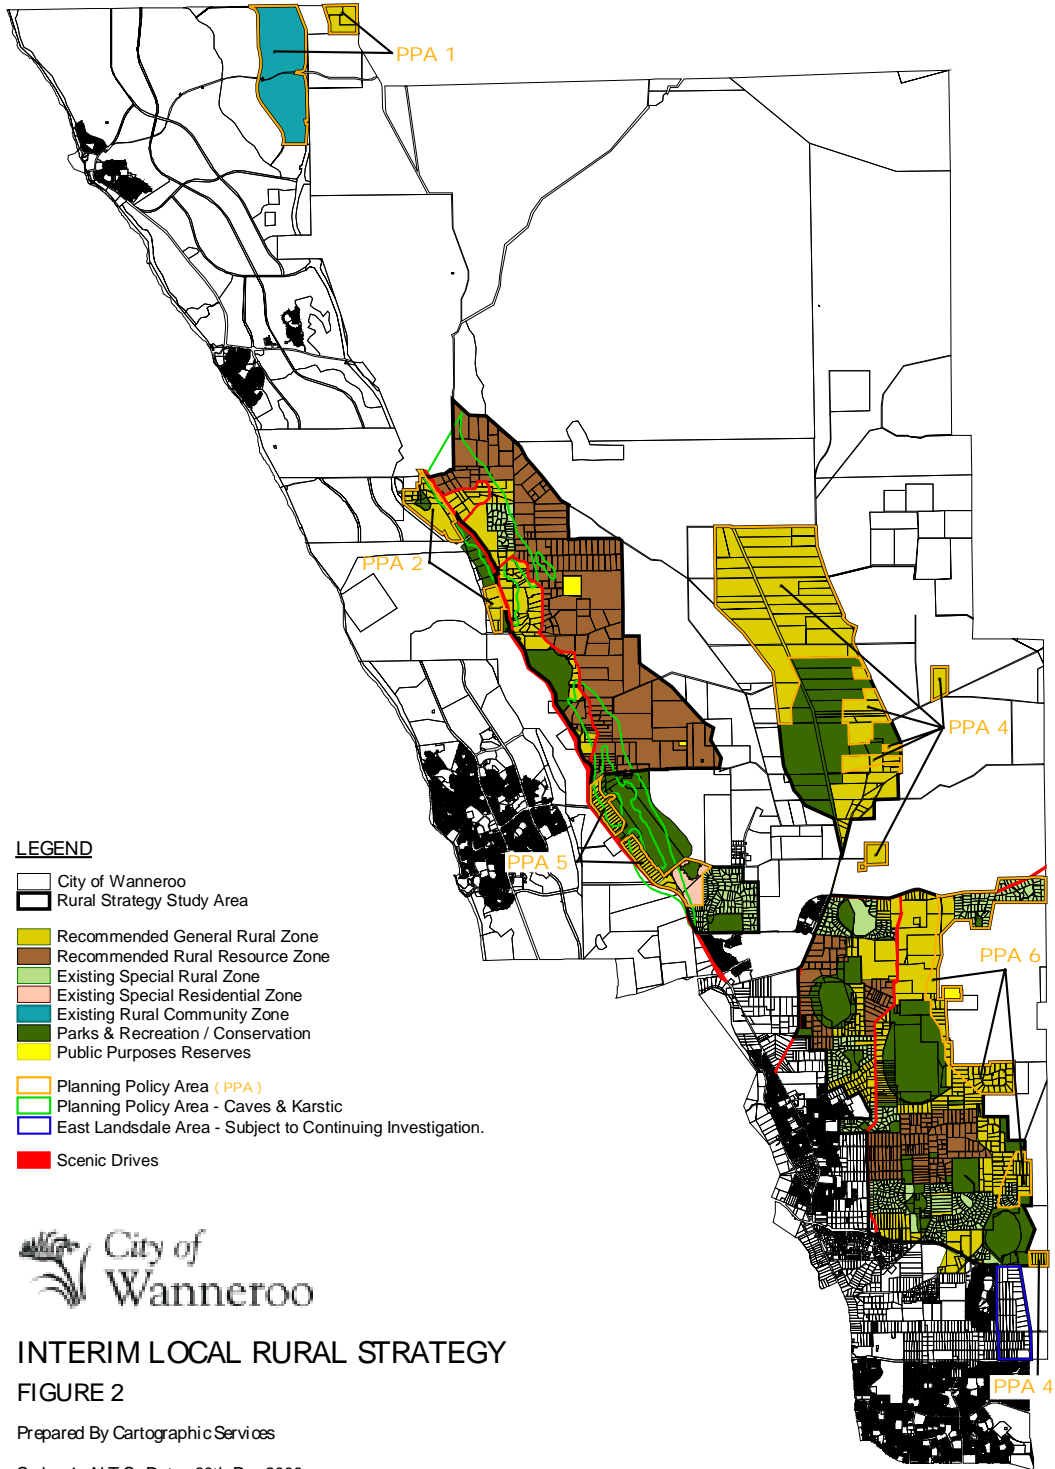 PPA 1
PPA 2
PPA 4
PPA 5
PPA 6
PPA 4
LEGEND
City of Wanneroo
Rural Strategy Study Area
Recommended General Rural Zone
Recommended Rural Resource Zone
Existing Special Rural Zone
Existing Special Residential Zone
Existing Rural Community Zone
Parks & Recreation / Conservation
Public Purposes Reserves
Planning Policy Area ( PPA )
Planning Policy Area - Caves & Karstic
East Landsdale Area - Subject to Continuing Investigation.
Scenic Drives
City of
Wanneroo
INTERIM LOCAL RURAL STRATEGY
FIGURE 2
Prepared By Cartographic Services